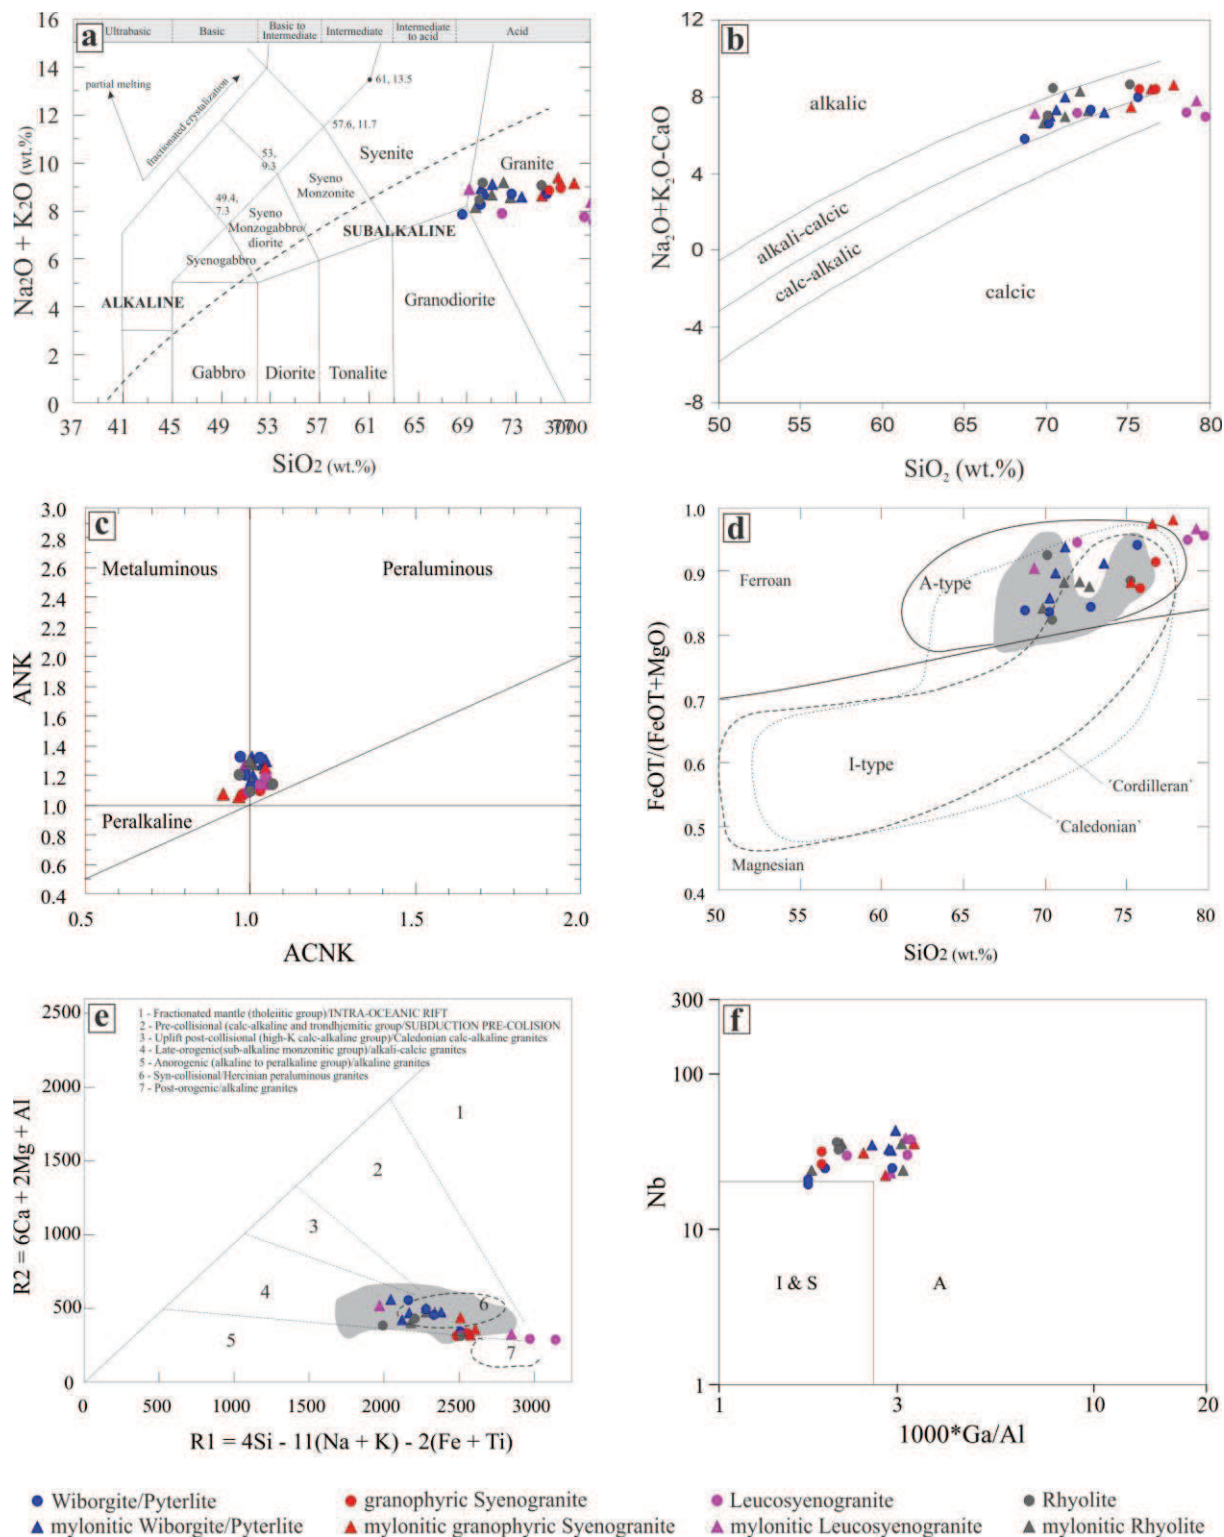 a
Ultrabasic
Basic
Basic to
Intermediate
Intermediate
Intermediate
to acid
Acid
16
14
12
10
8
6
4
2
0
Na2O + K2O (wt.%)
partial melting
fractionated crystalization
61, 13.5
57.6, 11.7
53,
9.3
49.4,
7.3
Syenite
Granite
Syeno
Monzonite
Syeno
Monzogabbro/
diorite
Syenogabbro
SUBALKALINE
ALKALINE
Granodiorite
Gabbro
Diorite
Tonalite
37
41
45
49
53
57
61
65
69
73
SiO2 (wt.%)
b
12
8
4
0
-4
-8
Na2O+K2O-CaO
alkalic
alkali-calcic
calc-alkalic
calcic
50
55
60
65
70
75
80
SiO2 (wt.%)
c
3.0
2.8
2.6
2.4
2.2
2.0
1.8
1.6
1.4
1.2
1.0
0.8
0.6
0.4
ANK
Metaluminous
Peraluminous
Peralkaline
0.5
1.0
1.5
2.0
ACNK
d
1.0
0.9
0.8
0.7
0.6
0.5
0.4
FeOT/(FeOT+MgO)
Ferroan
A-type
I-type
'Cordilleran'
'Caledonian'
Magnesian
50
55
60
65
70
75
80
SiO2 (wt.%)
e
1 - Fractionated mantle (tholeiitic group)/INTRA-OCEANIC RIFT
2 - Pre-collisional (calc-alkaline and trondhjemitic group/SUBDUCTION PRE-COLISION
3 - Uplift post-collisional (high-K calc-alkaline group)/Caledonian calc-alkaline granites
4 - Late-orogenic(sub-alkaline monzonitic group)/alkali-calcic granites
5 - Anorogenic (alkaline to peralkaline group)/alkaline granites
6 - Syn-collisional/Hercinian peraluminous granites
7 - Post-orogenic/alkaline granites
2500
2000
1500
1000
500
0
R2 = 6Ca + 2Mg + Al
1
2
3
4
5
6
7
0
500
1000
1500
2000
2500
3000
R1 = 4Si - 11(Na + K) - 2(Fe + Ti)
f
300
100
10
1
Nb
I & S
A
1
3
10
20
1000*Ga/Al
Wiborgite/Pyterlite
granophyric Syenogranite
Leucosyenogranite
Rhyolite
mylonitic Wiborgite/Pyterlite
mylonitic granophyric Syenogranite
mylonitic Leucosyenogranite
mylonitic Rhyolite